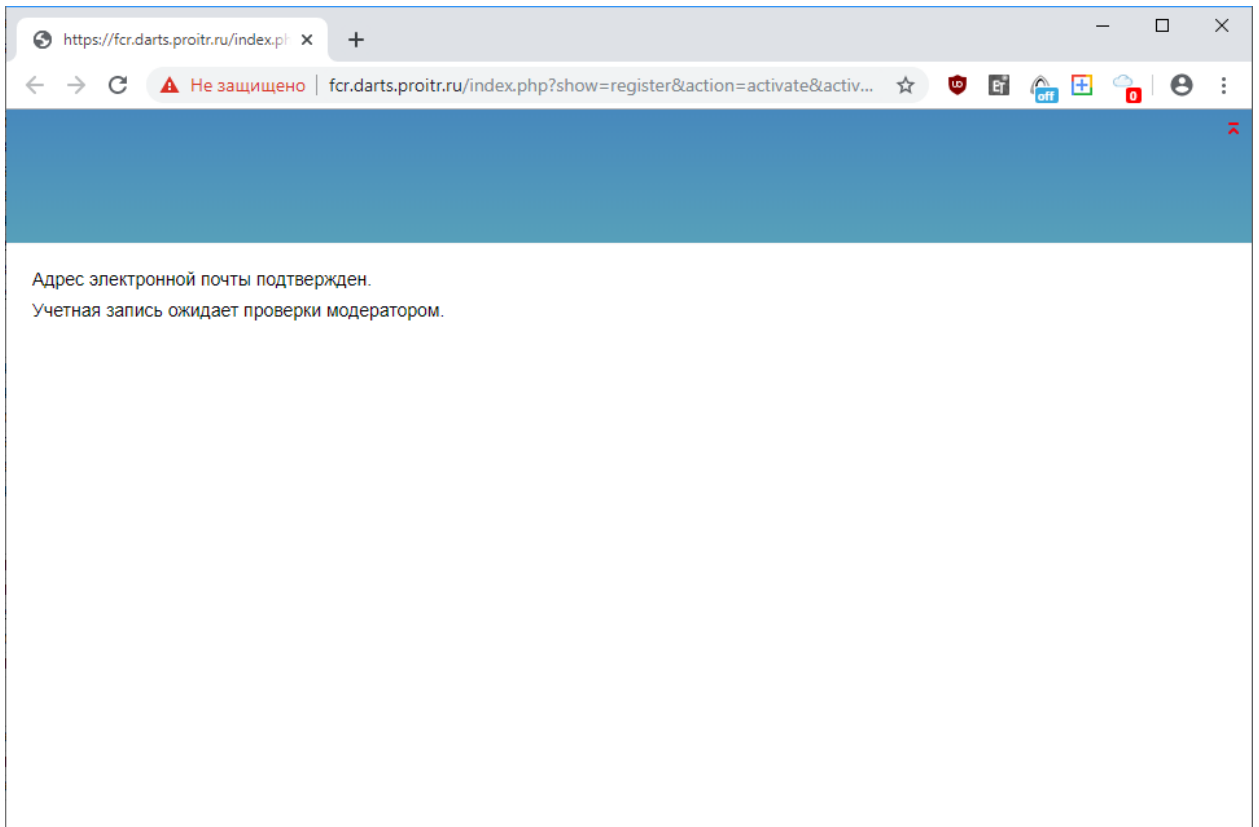 https://fcr.darts.proitr.ru/index.ph
Не защищено
fcr.darts.proitr.ru/index.php?show=register&action=activate&activ...
off
0
Адрес электронной почты подтвержден.
Учетная запись ожидает проверки модератором.